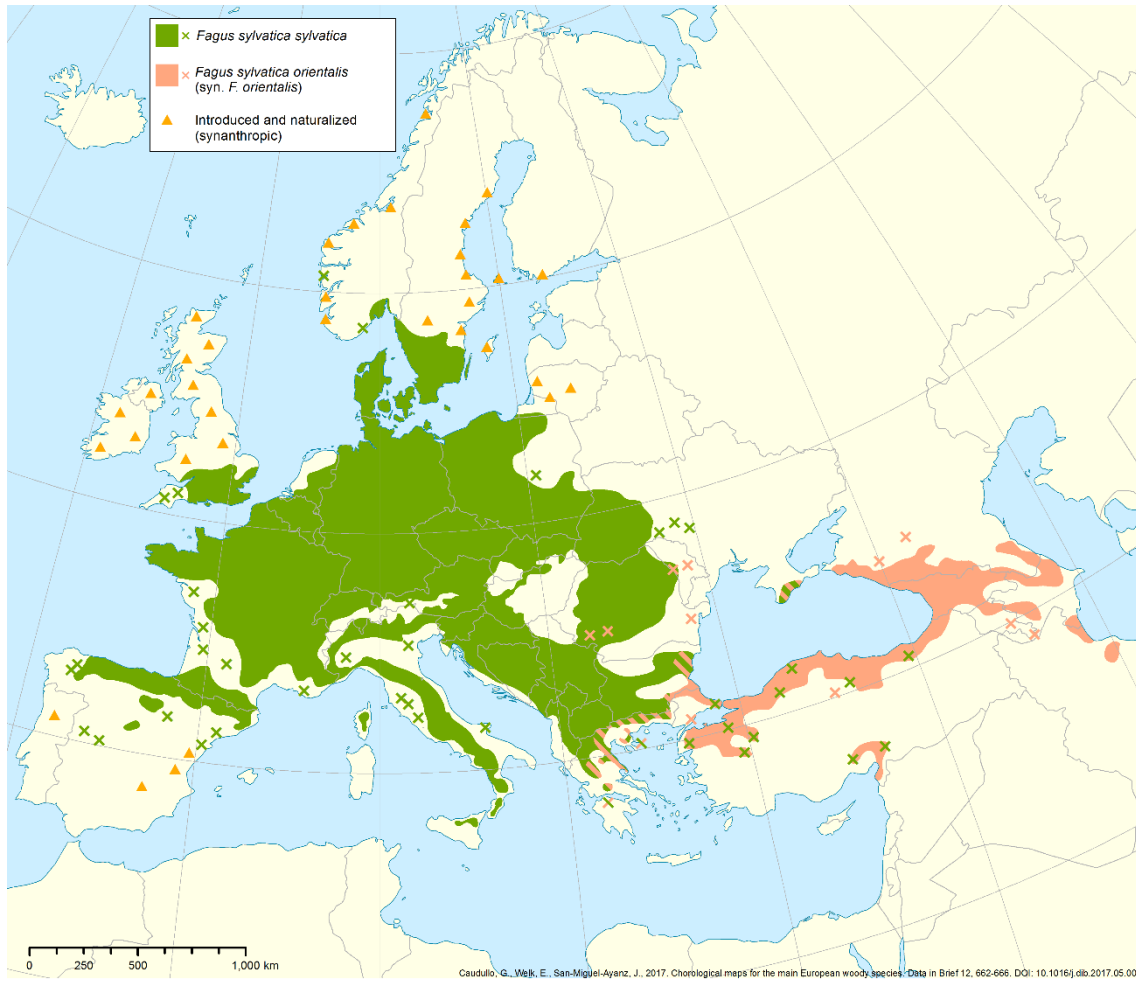 Fagus sylvatica sylvatica
Fagus sylvatica orientalis
(syn. F. orientalis)
Introduced and naturalized
(synanthropic)
0 250 500 1,000 km
Caudullo, G., Welk, E., San-Miguel-Ayanz, J., 2017. Chorological maps for the main European woody species. Data in Brief 12, 662-666. DOI: 10.1016/j.dib.2017.05.00